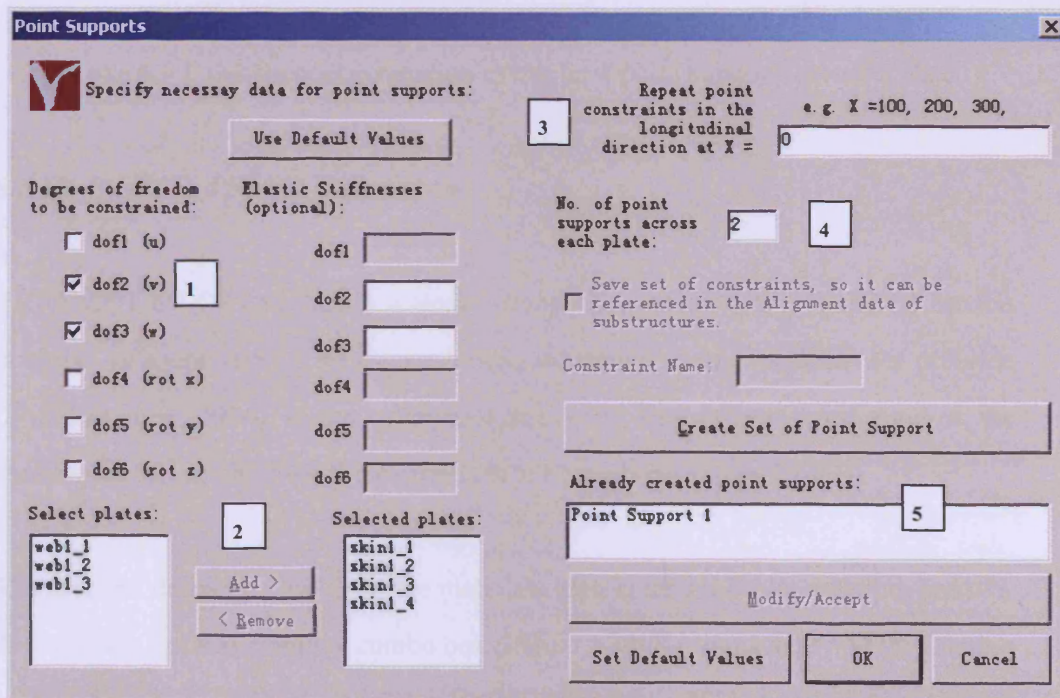 Point Supports
Specify necessay data for point supports:
Use Default Values
Degrees of freedom
to be constrained:
Elastic Stiffnesses
(optional):
dof1 (u)
dof2 (v)
dof3 (w)
dof4 (rot x)
dof5 (rot y)
dof6 (rot z)
1
dof1
dof2
dof3
dof4
dof5
dof6
Select plates:
web1_1
web1_2
web1_3
2
Add >
< Remove
Selected plates:
skin1_1
skin1_2
skin1_3
skin1_4
3
Repeat point
constraints in the
longitudinal
direction at X =
e.g. X =100, 200, 300,
0
No. of point
supports across
each plate:
2
4
Save set of constraints, so it can be
referenced in the Alignment data of
substructures.
Constraint Name:
Create Set of Point Support
Already created point supports:
Point Support 1
5
Modify/Accept
Set Default Values
OK
Cancel